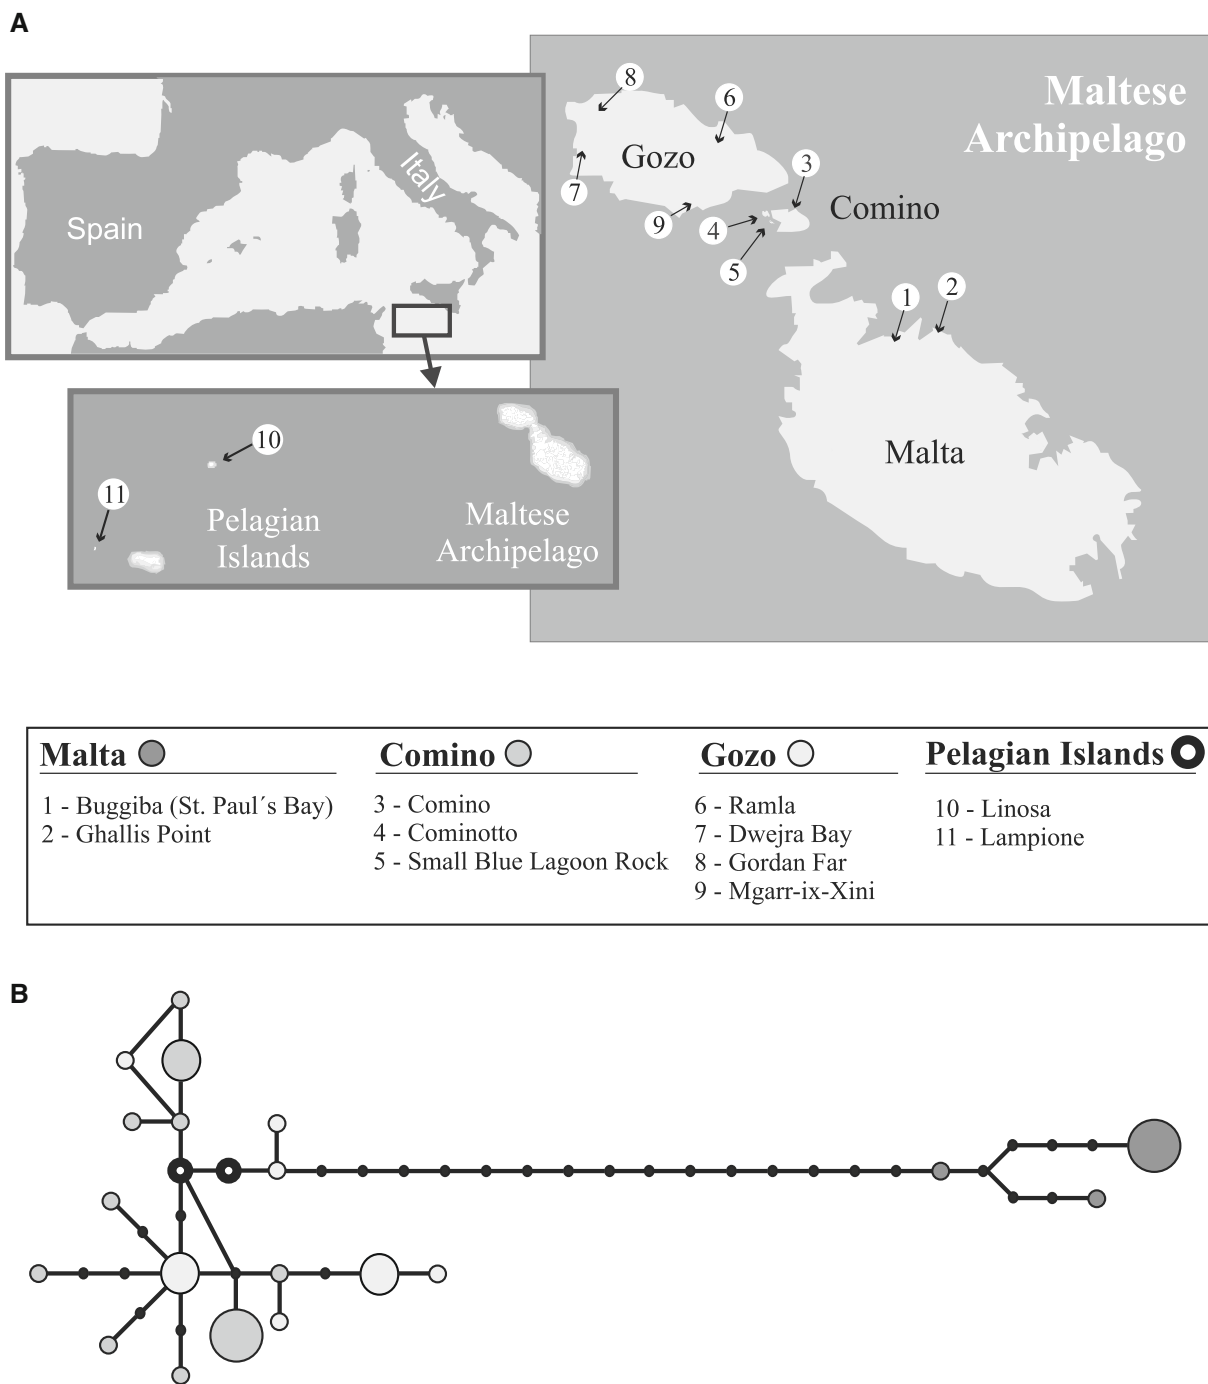 A
Maltese
Archipelago
Spain
Italy
Gozo
Comino
Malta
8
6
3
7
9
4
5
1
2
10
11
Pelagian
Islands
Maltese
Archipelago
Malta
1 - Buggiba (St. Paul´s Bay)
2 - Ghallis Point
Comino
3 - Comino
4 - Cominotto
5 - Small Blue Lagoon Rock
Gozo
6 - Ramla
7 - Dwejra Bay
8 - Gordan Far
9 - Mgarr-ix-Xini
Pelagian Islands
10 - Linosa
11 - Lampione
B